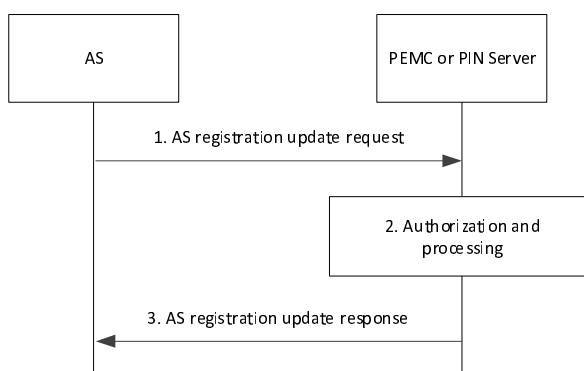 AS
PEMC or PIN Server
1. AS registration update request
2. Authorization and
processing
3. AS registration update response